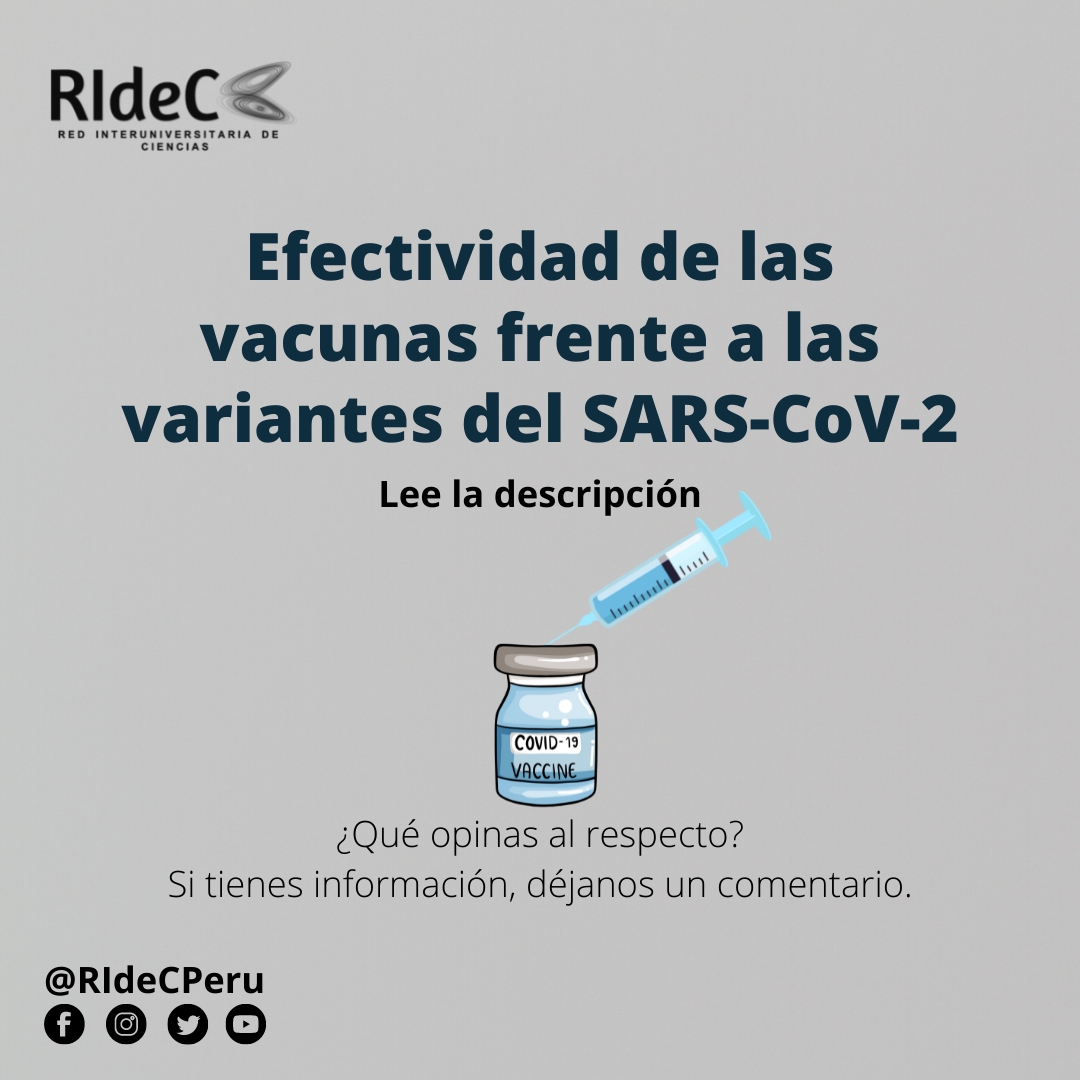 RIdeC
RED INTERUNIVERSITARIA DE
CIENCIAS
Efectividad de las
vacunas frente a las
variantes del SARS-CoV-2
Lee la descripción
COVID-19
VACCINE
¿Qué opinas al respecto?
Si tienes información, déjanos un comentario.
@RIdeCPeru